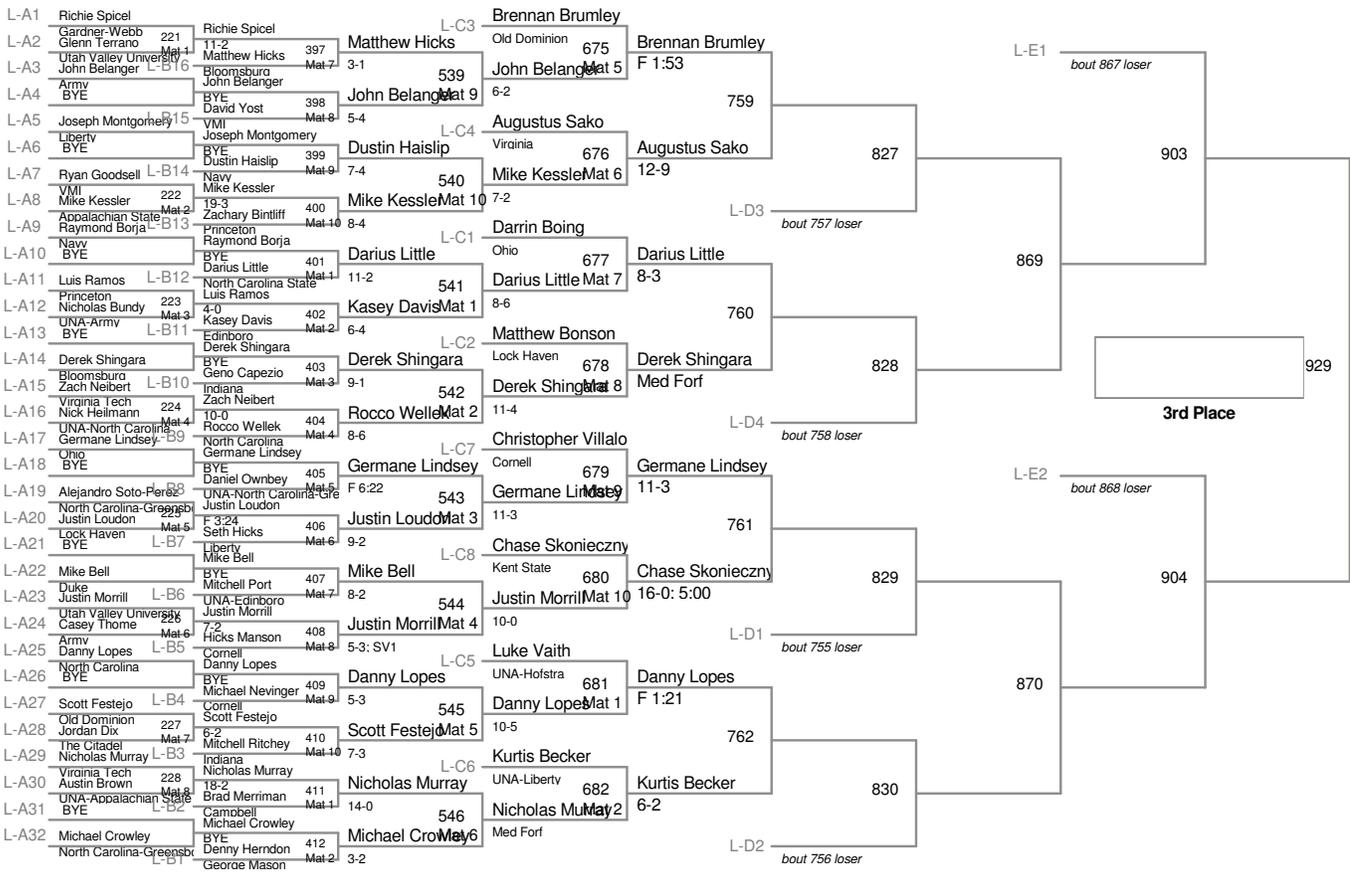 L-A1
Richie Spicel
Gardner-Webb
L-A2
Glenn Terrano
221
Mat 1
Utah Valley University
L-A3
John Belanger
Army
L-A4
BYE
L-A5
Joseph Montgomery
Liberty
L-A6
BYE
L-A7
Ryan Goodsell
VMI
L-A8
Mike Kessler
222
Mat 2
Appalachian State
L-A9
Raymond Borja
Navy
L-A10
BYE
L-A11
Luis Ramos
Princeton
L-A12
Nicholas Bundy
223
Mat 3
UNA-Army
L-A13
BYE
L-A14
Derek Shingara
Bloomsburg
L-A15
Zach Neibert
Virginia Tech
L-A16
Nick Heilmann
224
Mat 4
UNA-North Carolina
L-A17
Germane Lindsey
Ohio
L-A18
BYE
L-A19
Alejandro Soto-Perez
North Carolina-Greensbo
L-A20
Justin Loudon
225
Mat 5
Lock Haven
L-A21
BYE
L-A22
Mike Bell
Duke
L-A23
Justin Morrill
Utah Valley University
L-A24
Casey Thome
226
Mat 6
Army
L-A25
Danny Lopes
North Carolina
L-A26
BYE
L-A27
Scott Festejo
Old Dominion
L-A28
Jordan Dix
227
Mat 7
The Citadel
L-A29
Nicholas Murray
Virginia Tech
L-A30
Austin Brown
228
Mat 8
UNA-Appalachian State
L-A31
BYE
L-A32
Michael Crowley
North Carolina-Greensbo
Richie Spicel
11-2
L-B16
Matthew Hicks
397
Mat 7
Bloomsburg
John Belanger
BYE
L-B15
David Yost
398
Mat 8
VMI
Joseph Montgomery
BYE
L-B14
Dustin Haislip
399
Mat 9
Navy
Mike Kessler
19-3
L-B13
Zachary Bintliff
400
Mat 10
Princeton
Raymond Borja
BYE
L-B12
Darius Little
401
Mat 1
North Carolina State
Luis Ramos
4-0
L-B11
Kasey Davis
402
Mat 2
Edinboro
Derek Shingara
BYE
L-B10
Geno Capezio
403
Mat 3
Indiana
Zach Neibert
10-0
L-B9
Rocco Wellek
404
Mat 4
North Carolina
Germane Lindsey
BYE
L-B8
Daniel Ownbey
405
Mat 5
UNA-North Carolina-Gre
Justin Loudon
F 3:24
L-B7
Seth Hicks
406
Mat 6
Liberty
Mike Bell
BYE
L-B6
Mitchell Port
407
Mat 7
UNA-Edinboro
Justin Morrill
7-2
L-B5
Hicks Manson
408
Mat 8
Cornell
Danny Lopes
BYE
L-B4
Michael Nevinger
409
Mat 9
Cornell
Scott Festejo
6-2
L-B3
Mitchell Ritchey
410
Mat 10
Indiana
Nicholas Murray
18-2
L-B2
Brad Merriman
411
Mat 1
Campbell
Michael Crowley
BYE
L-B1
Denny Herndon
412
Mat 2
George Mason
Matthew Hicks
3-1
539
Mat 9
John Belanger
5-4
Dustin Haislip
7-4
540
Mat 10
Mike Kessler
8-4
Darius Little
11-2
541
Mat 1
Kasey Davis
6-4
Derek Shingara
9-1
542
Mat 2
Rocco Wellek
8-6
Germane Lindsey
F 6:22
543
Mat 3
Justin Loudon
9-2
Mike Bell
8-2
544
Mat 4
Justin Morrill
5-3: SV1
Danny Lopes
5-3
545
Mat 5
Scott Festejo
7-3
Nicholas Murray
14-0
546
Mat 6
Michael Crowley
3-2
L-C3
Brennan Brumley
Old Dominion
675
Mat 5
John Belanger
6-2
L-C4
Augustus Sako
Virginia
676
Mat 6
Mike Kessler
7-2
L-C1
Darrin Boing
Ohio
677
Mat 7
Darius Little
8-6
L-C2
Matthew Bonson
Lock Haven
678
Mat 8
Derek Shingara
11-4
L-C7
Christopher Villalo
Cornell
679
Mat 9
Germane Lindsey
11-3
L-C8
Chase Skonieczny
Kent State
680
Mat 10
Justin Morrill
10-0
L-C5
Luke Vaith
UNA-Hofstra
681
Mat 1
Danny Lopes
10-5
L-C6
Kurtis Becker
UNA-Liberty
682
Mat 2
Nicholas Murray
Med Forf
Brennan Brumley
F 1:53
759
Augustus Sako
12-9
Darius Little
8-3
760
Derek Shingara
Med Forf
Germane Lindsey
11-3
761
Chase Skonieczny
16-0: 5:00
Danny Lopes
F 1:21
762
Kurtis Becker
6-2
827
L-D3
bout 757 loser
828
L-D4
bout 758 loser
829
L-D1
bout 755 loser
830
L-D2
bout 756 loser
869
870
L-E1
bout 867 loser
903
L-E2
bout 868 loser
904
929
3rd Place